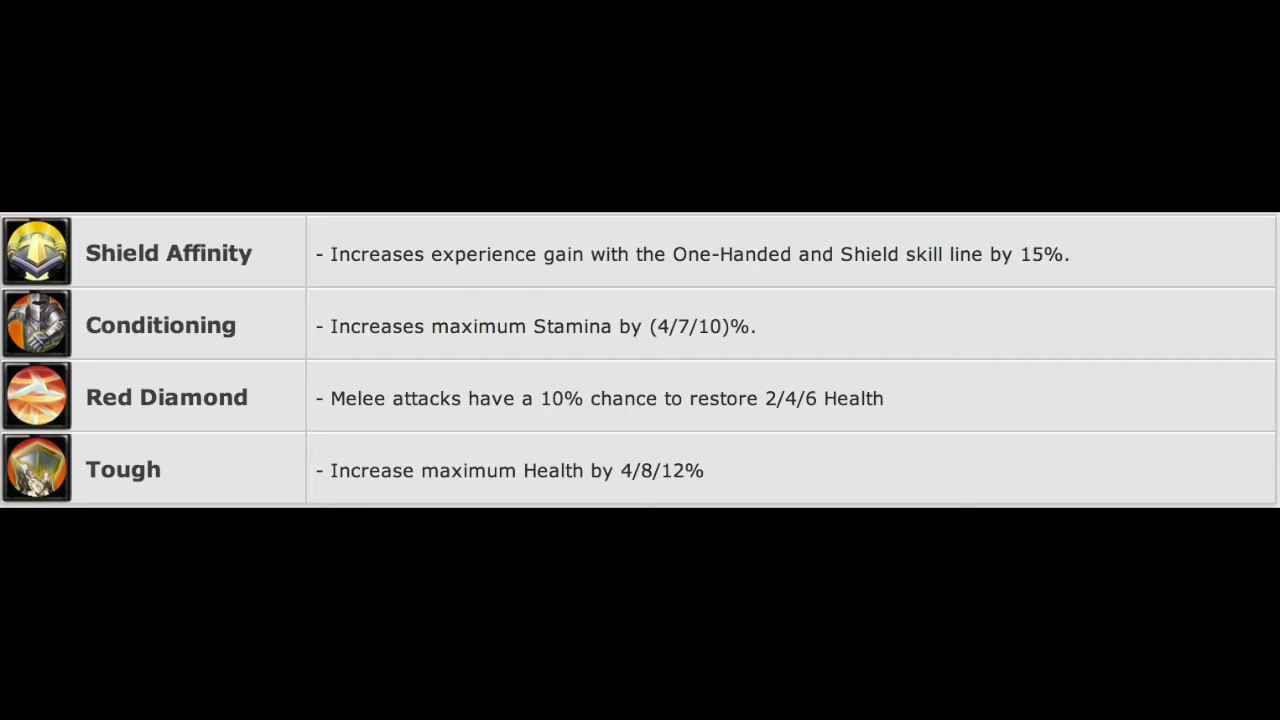 Shield Affinity - Increases experience gain with the One-Handed and Shield skill line by 15%.
Conditioning - Increases maximum Stamina by (4/7/10)%.
Red Diamond - Melee attacks have a 10% chance to restore 2/4/6 Health
Tough - Increase maximum Health by 4/8/12%